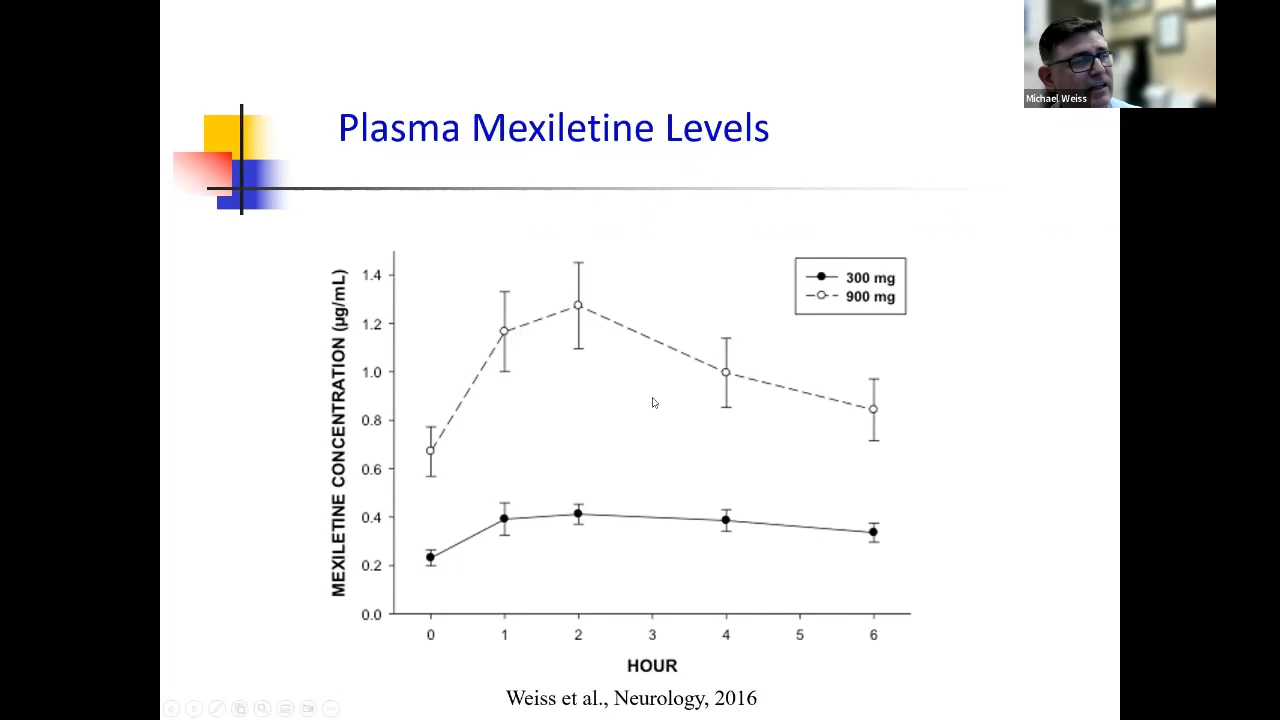 Michael Weiss
Plasma Mexiletine Levels
MEXILETINE CONCENTRATION (µg/mL)
1.4
1.2
1.0
0.8
0.6
0.4
0.2
0.0
300 mg
900 mg
0 1 2 3 4 5 6
HOUR
Weiss et al., Neurology, 2016